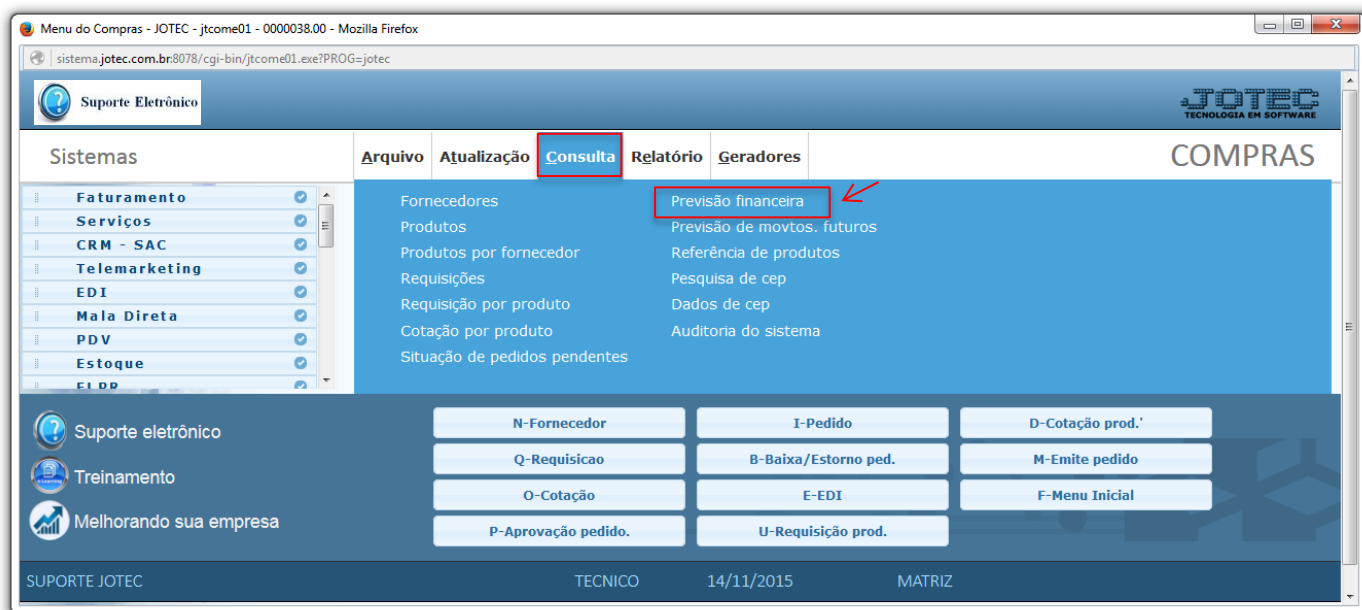 Menu do Compras - JOTEC - jtcome01 - 0000038.00 - Mozilla Firefox
sistema.jotec.com.br:8078/cgi-bin/jtcome01.exe?PROG=jotec
Suporte Eletrônico
JOTEC
TECNOLOGIA EM SOFTWARE
Sistemas
Arquivo Atualização Consulta Relatório Geradores
COMPRAS
Faturamento
Serviços
CRM - SAC
Telemarketing
EDI
Mala Direta
PDV
Estoque
Fornecedores
Produtos
Produtos por fornecedor
Requisições
Requisição por produto
Cotação por produto
Situação de pedidos pendentes
Previsão financeira
Previsão de movtos. futuros
Referência de produtos
Pesquisa de cep
Dados de cep
Auditoria do sistema
Suporte eletrônico
Treinamento
Melhorando sua empresa
N-Fornecedor I-Pedido D-Cotação prod.'
Q-Requisicao B-Baixa/Estorno ped. M-Emite pedido
O-Cotação E-EDI F-Menu Inicial
P-Aprovação pedido. U-Requisição prod.
SUPORTE JOTEC TECNICO 14/11/2015 MATRIZ